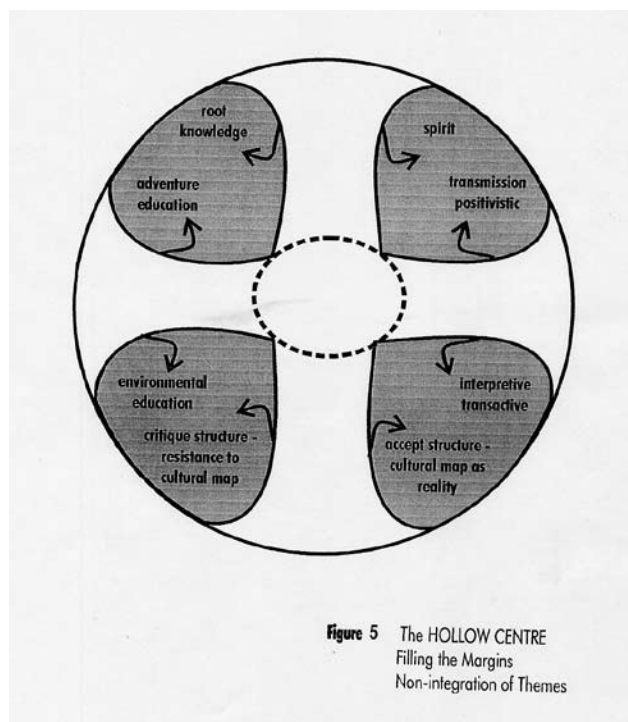 root
knowledge
adventure
education
spirit
transmission
positivistic
environmental
education
critique structure -
resistance to
cultural map
interpretive
transactive
accept structure -
cultural map as
reality
Figure 5 The HOLLOW CENTRE
Filling the Margins
Non-integration of Themes